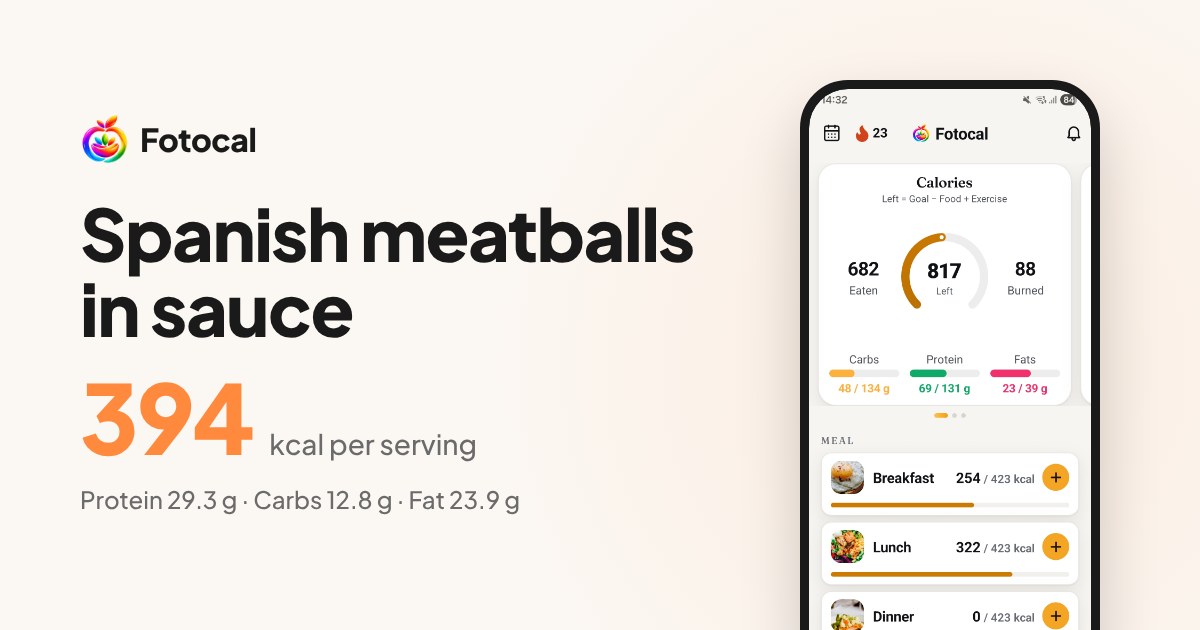 Fotocal
Spanish meatballs
in sauce
394 kcal per serving
Protein 29.3 g · Carbs 12.8 g · Fat 23.9 g
14:32
84
23
Fotocal
Calories
Left = Goal − Food + Exercise
682
Eaten
817
Left
88
Burned
Carbs
48 / 134 g
Protein
69 / 131 g
Fats
23 / 39 g
MEAL
Breakfast 254 / 423 kcal
Lunch 322 / 423 kcal
Dinner 0 / 423 kcal